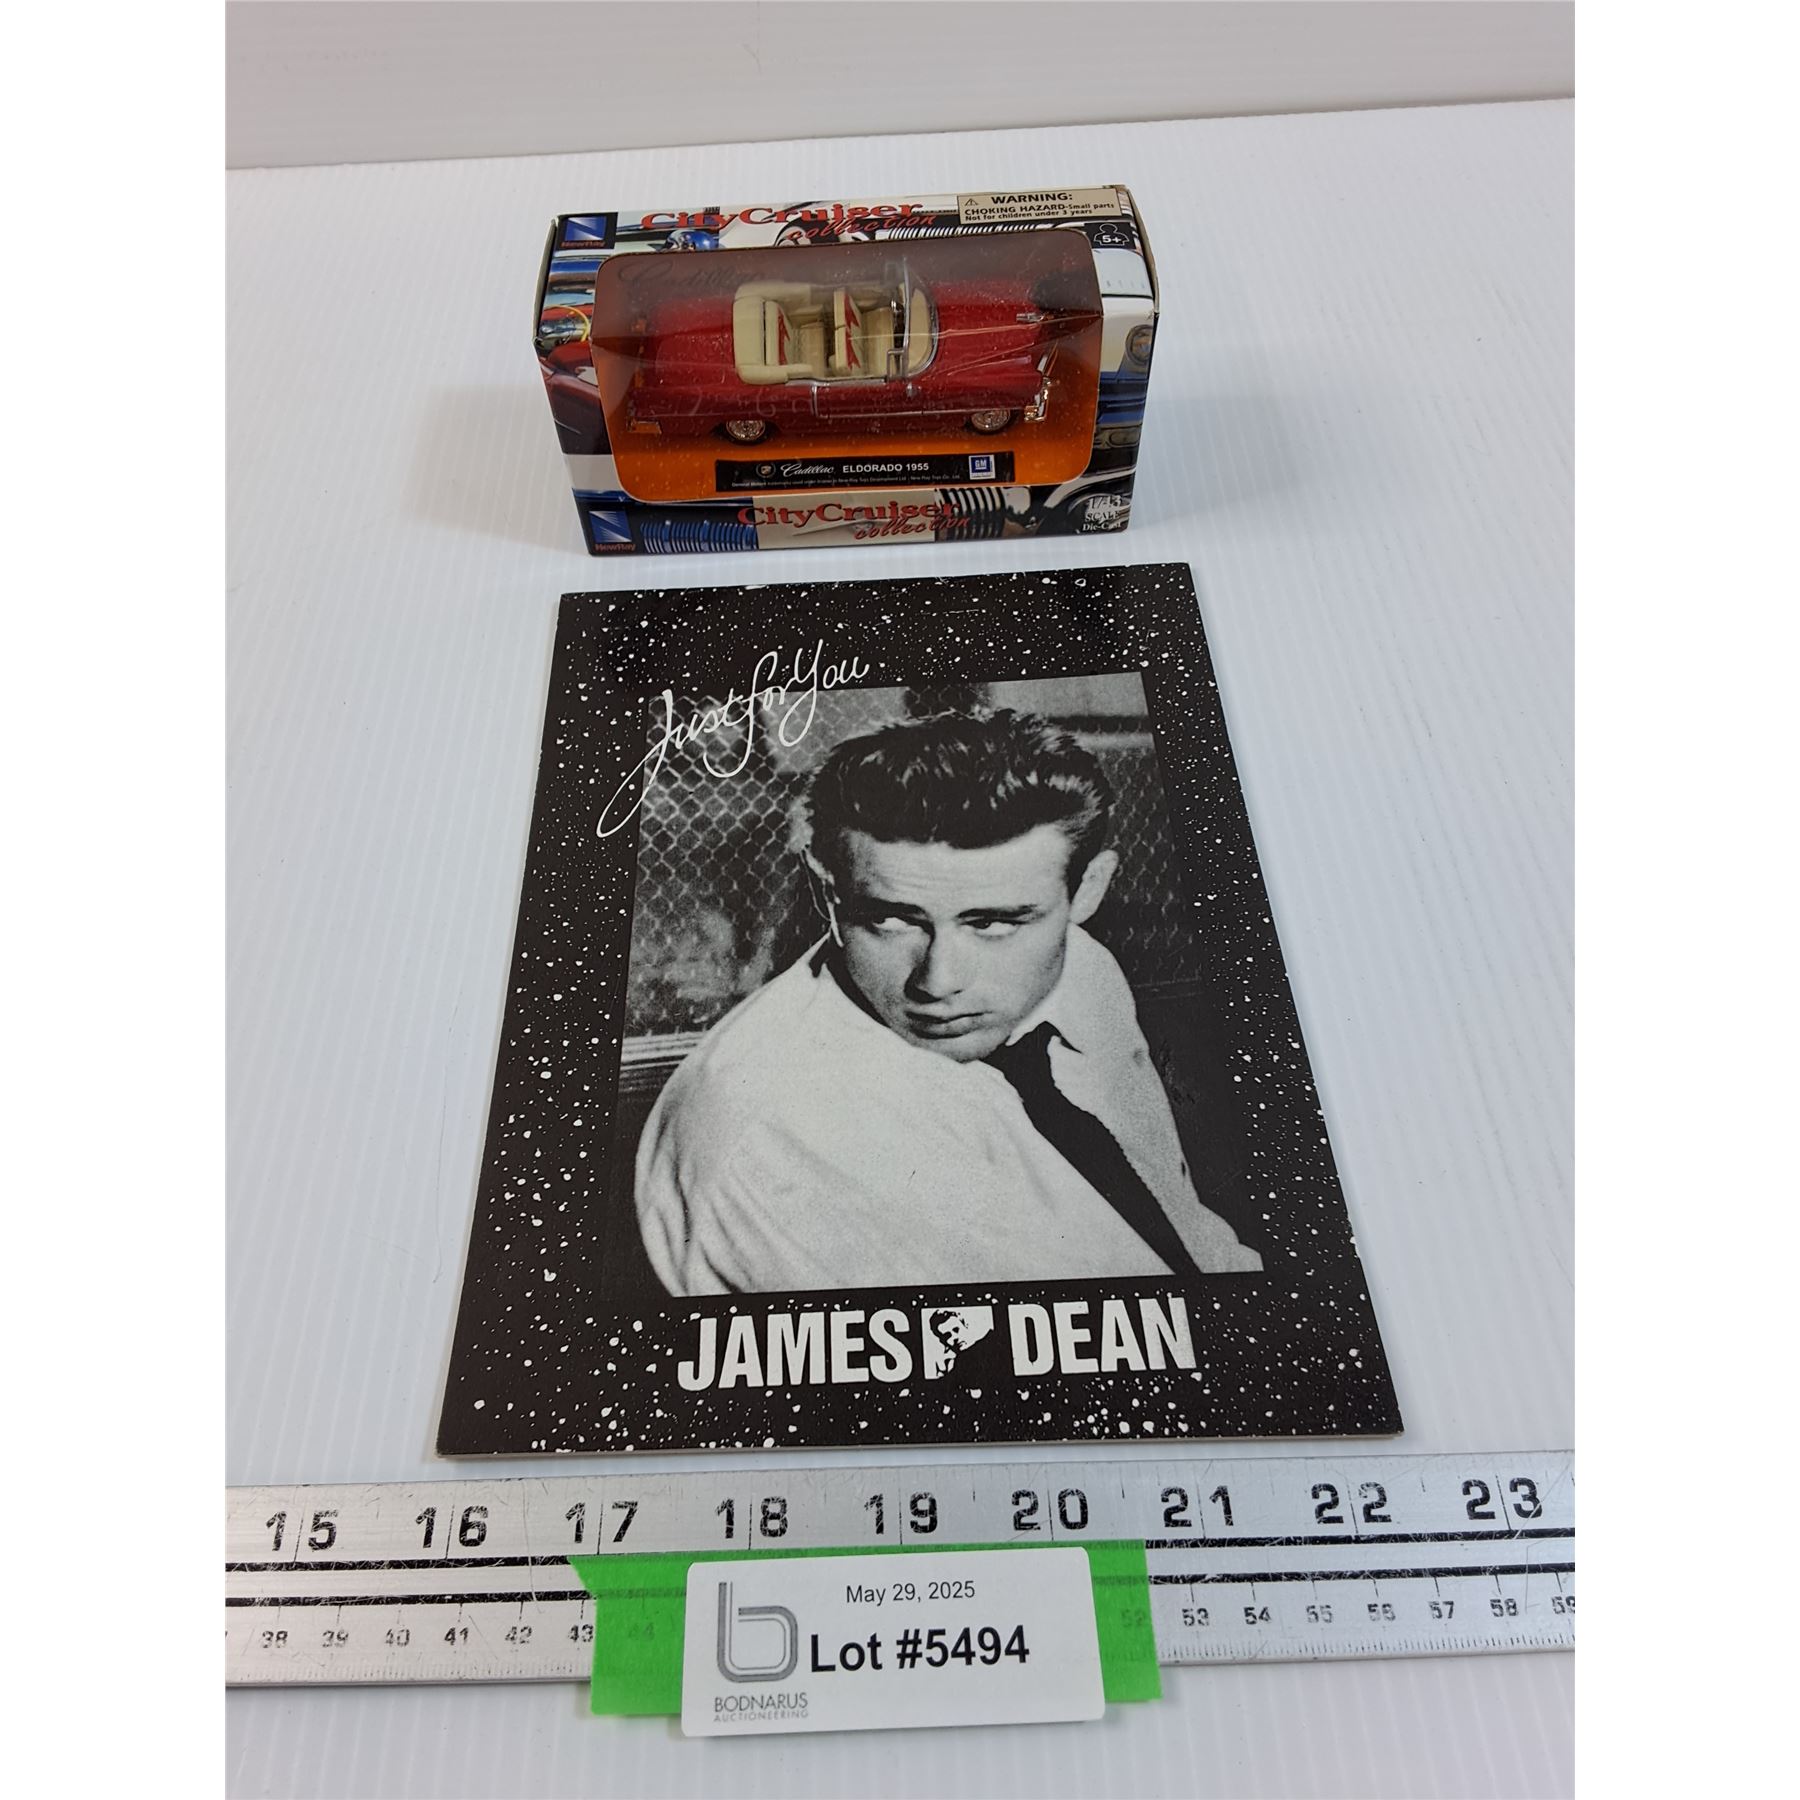 CityCruiser
collection
NewRay
WARNING:
CHOKING HAZARD-Small parts
Not for children under 3 years
5+
Cadillac
Cadillac ELDORADO 1955
GM
CityCruiser
collection
NewRay
1/43
SCALE
Die-Cast
Just for You
JAMES DEAN
15 16 17 18 19 20 21 22 23
38 39 40 41 42 43 44 52 53 54 55 56 57 58 59
May 29, 2025
Lot #5494
BODNARUS
AUCTIONEERING